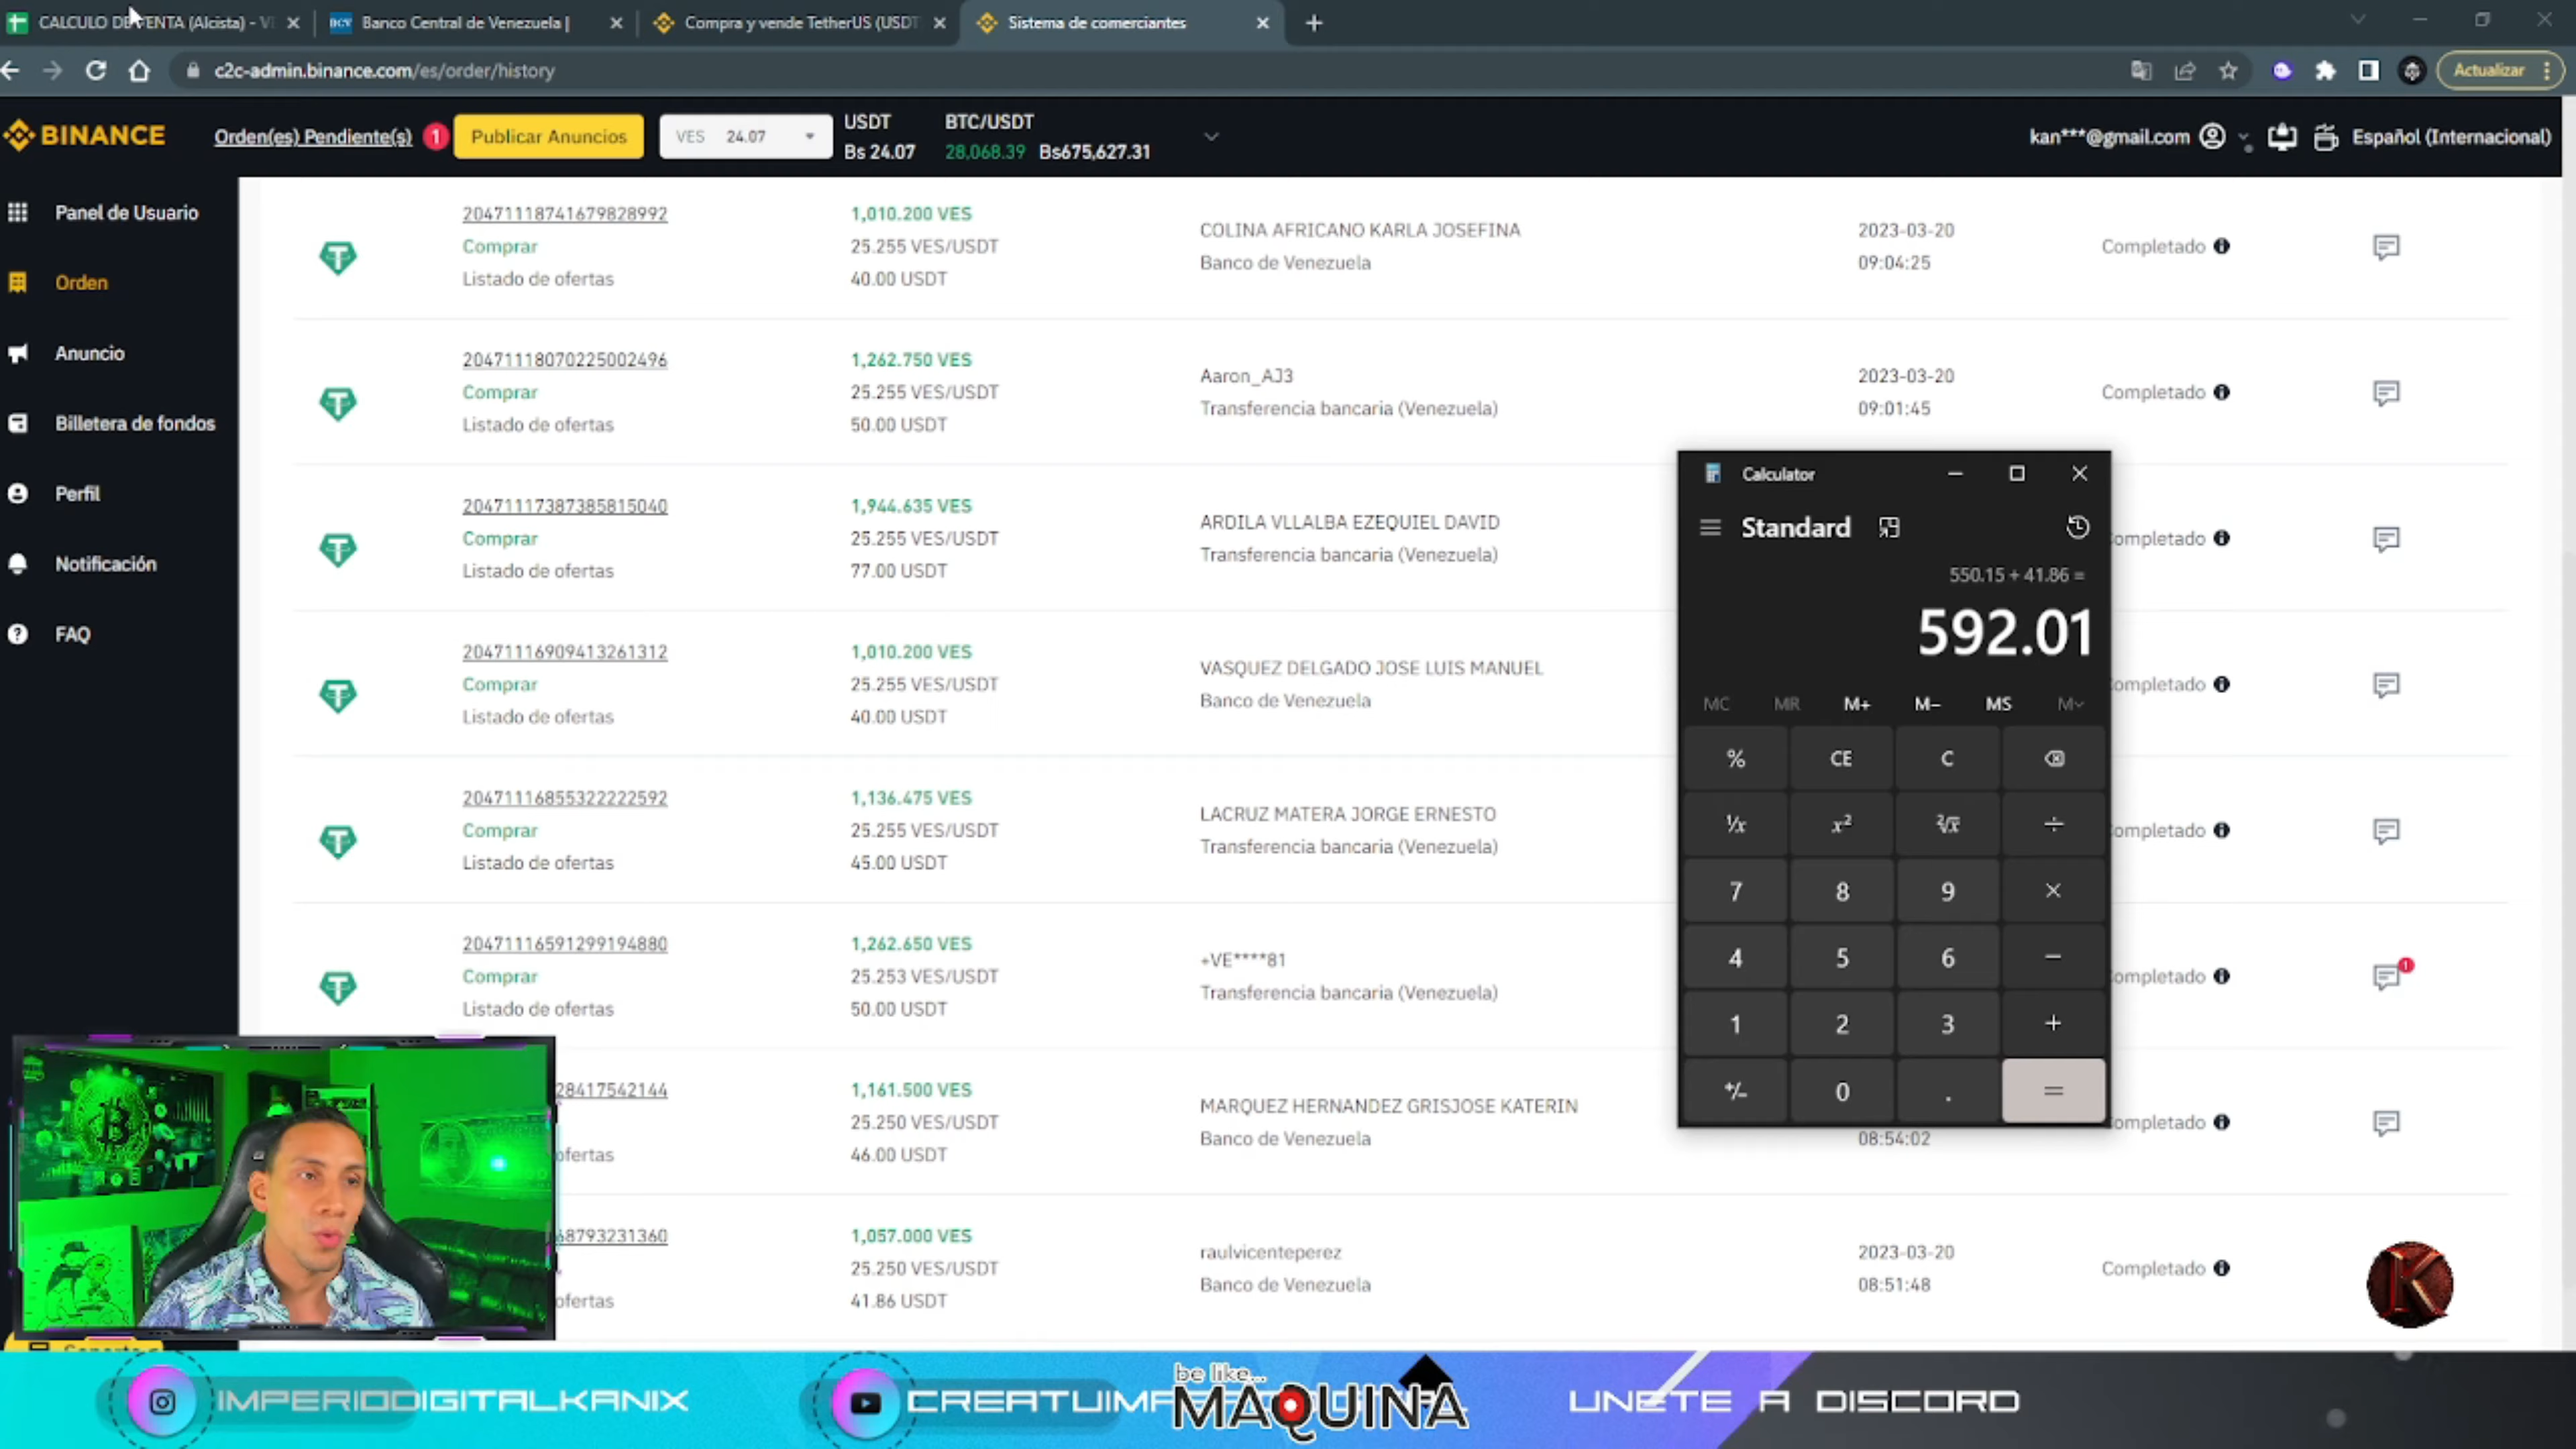 CALCULO DE VENTA (Alcista) - VE
BCV Banco Central de Venezuela |
Compra y vende TetherUS (USDT
Sistema de comerciantes
c2c-admin.binance.com/es/order/history
Actualizar
BINANCE
Orden(es) Pendiente(s) 1
Publicar Anuncios
VES 24.07
USDT
Bs 24.07
BTC/USDT
28,068.39 Bs675,627.31
kan***@gmail.com
Español (Internacional)
Panel de Usuario
Orden
Anuncio
Billetera de fondos
Perfil
Notificación
FAQ
20471118741679828992
Comprar
Listado de ofertas
1,010.200 VES
25.255 VES/USDT
40.00 USDT
COLINA AFRICANO KARLA JOSEFINA
Banco de Venezuela
2023-03-20
09:04:25
Completado
20471118070225002496
Comprar
Listado de ofertas
1,262.750 VES
25.255 VES/USDT
50.00 USDT
Aaron_AJ3
Transferencia bancaria (Venezuela)
2023-03-20
09:01:45
Completado
20471117387385815040
Comprar
Listado de ofertas
1,944.635 VES
25.255 VES/USDT
77.00 USDT
ARDILA VLLALBA EZEQUIEL DAVID
Transferencia bancaria (Venezuela)
ompletado
20471116909413261312
Comprar
Listado de ofertas
1,010.200 VES
25.255 VES/USDT
40.00 USDT
VASQUEZ DELGADO JOSE LUIS MANUEL
Banco de Venezuela
ompletado
20471116855322222592
Comprar
Listado de ofertas
1,136.475 VES
25.255 VES/USDT
45.00 USDT
LACRUZ MATERA JORGE ERNESTO
Transferencia bancaria (Venezuela)
ompletado
20471116591299194880
Comprar
Listado de ofertas
1,262.650 VES
25.253 VES/USDT
50.00 USDT
+VE****81
Transferencia bancaria (Venezuela)
ompletado
1
28417542144
ofertas
1,161.500 VES
25.250 VES/USDT
46.00 USDT
MARQUEZ HERNANDEZ GRISJOSE KATERIN
Banco de Venezuela
08:54:02
ompletado
68793231360
ofertas
1,057.000 VES
25.250 VES/USDT
41.86 USDT
raulvicenteperez
Banco de Venezuela
2023-03-20
08:51:48
Completado
Calculator
Standard
550.15 + 41.86 =
592.01
MC MR M+ M− MS M
% CE C
1/x x² ²√x ÷
7 8 9 ×
4 5 6 −
1 2 3 +
+/− 0 . =
K
IMPERIODIGITALKANIX
CREATUIMP
be like...
MAQUINA
UNETE A DISCORD